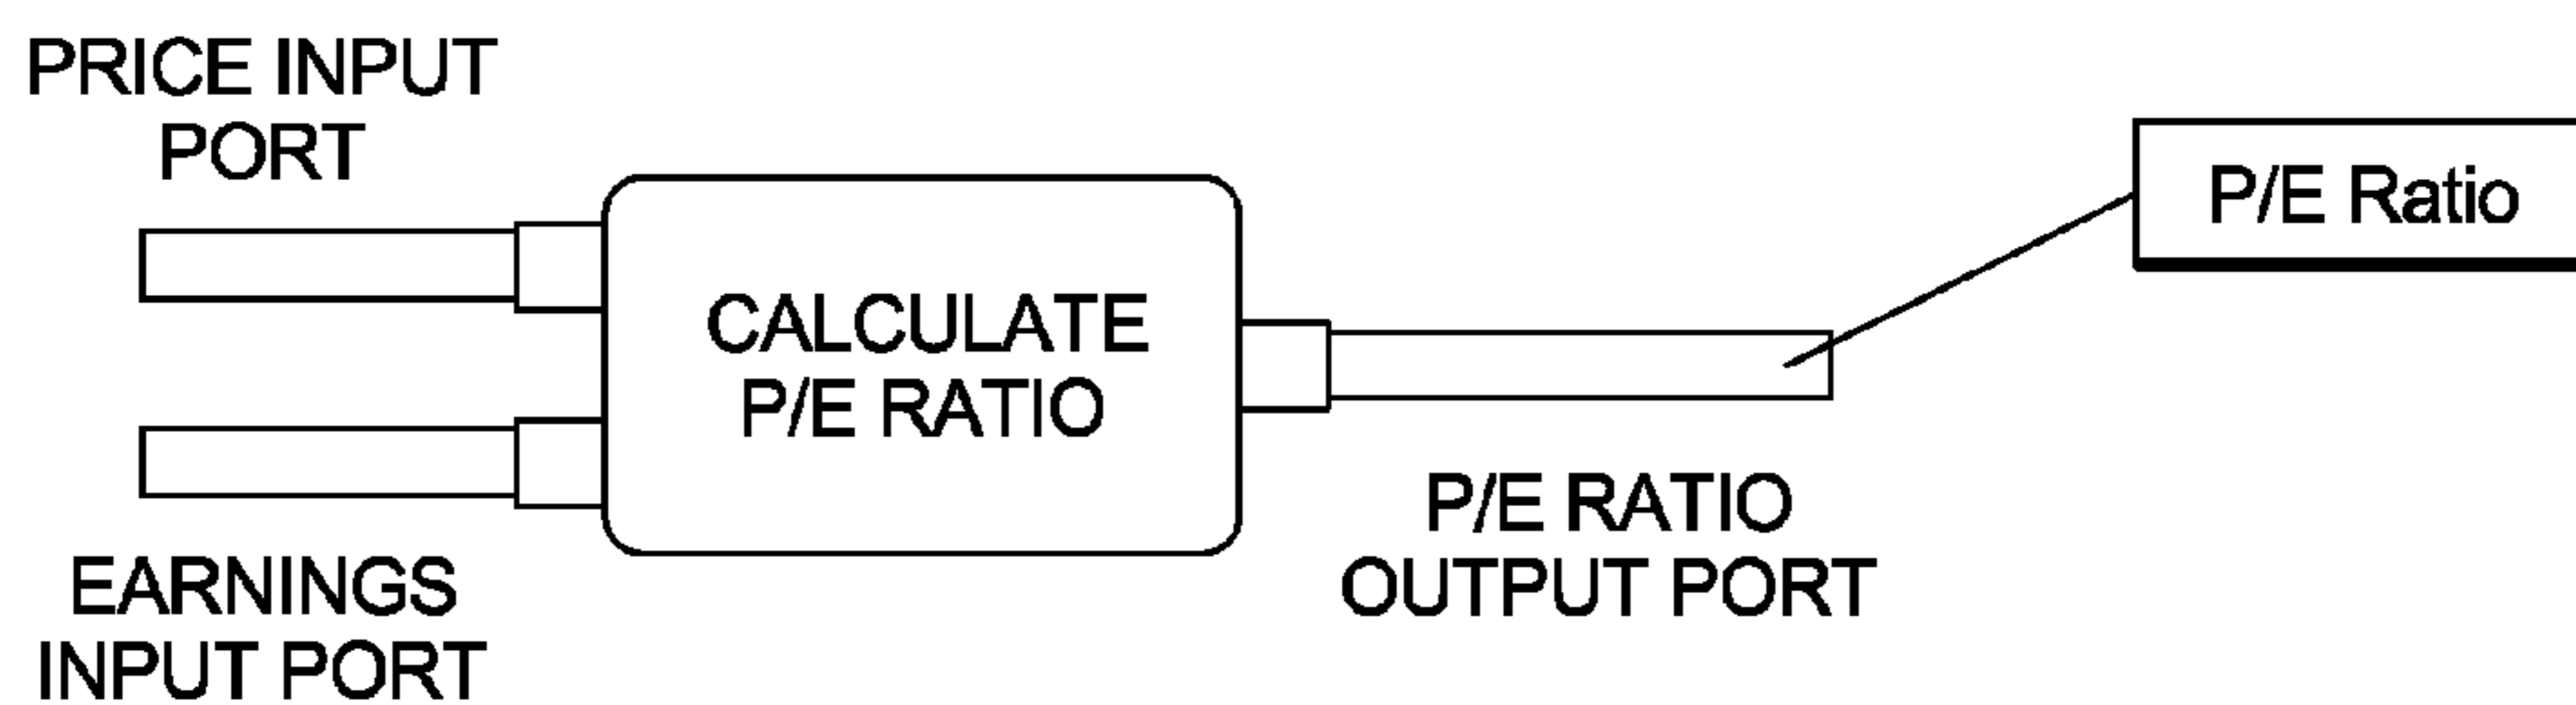 PRICE INPUT
PORT
EARNINGS
INPUT PORT
CALCULATE
P/E RATIO
P/E RATIO
OUTPUT PORT
P/E Ratio